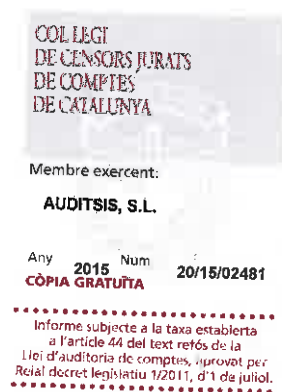 COL·LEGI
DE CENSORS JURATS
DE COMPTES
DE CATALUNYA
Membre exercent:
AUDITSIS, S.L.
Any 2015 Num 20/15/02481
CÒPIA GRATUÏTA
Informe subjecte a la taxa establerta
a l'article 44 del text refós de la
Llei d'auditoria de comptes, aprovat per
Reial decret legislatiu 1/2011, d'1 de juliol.